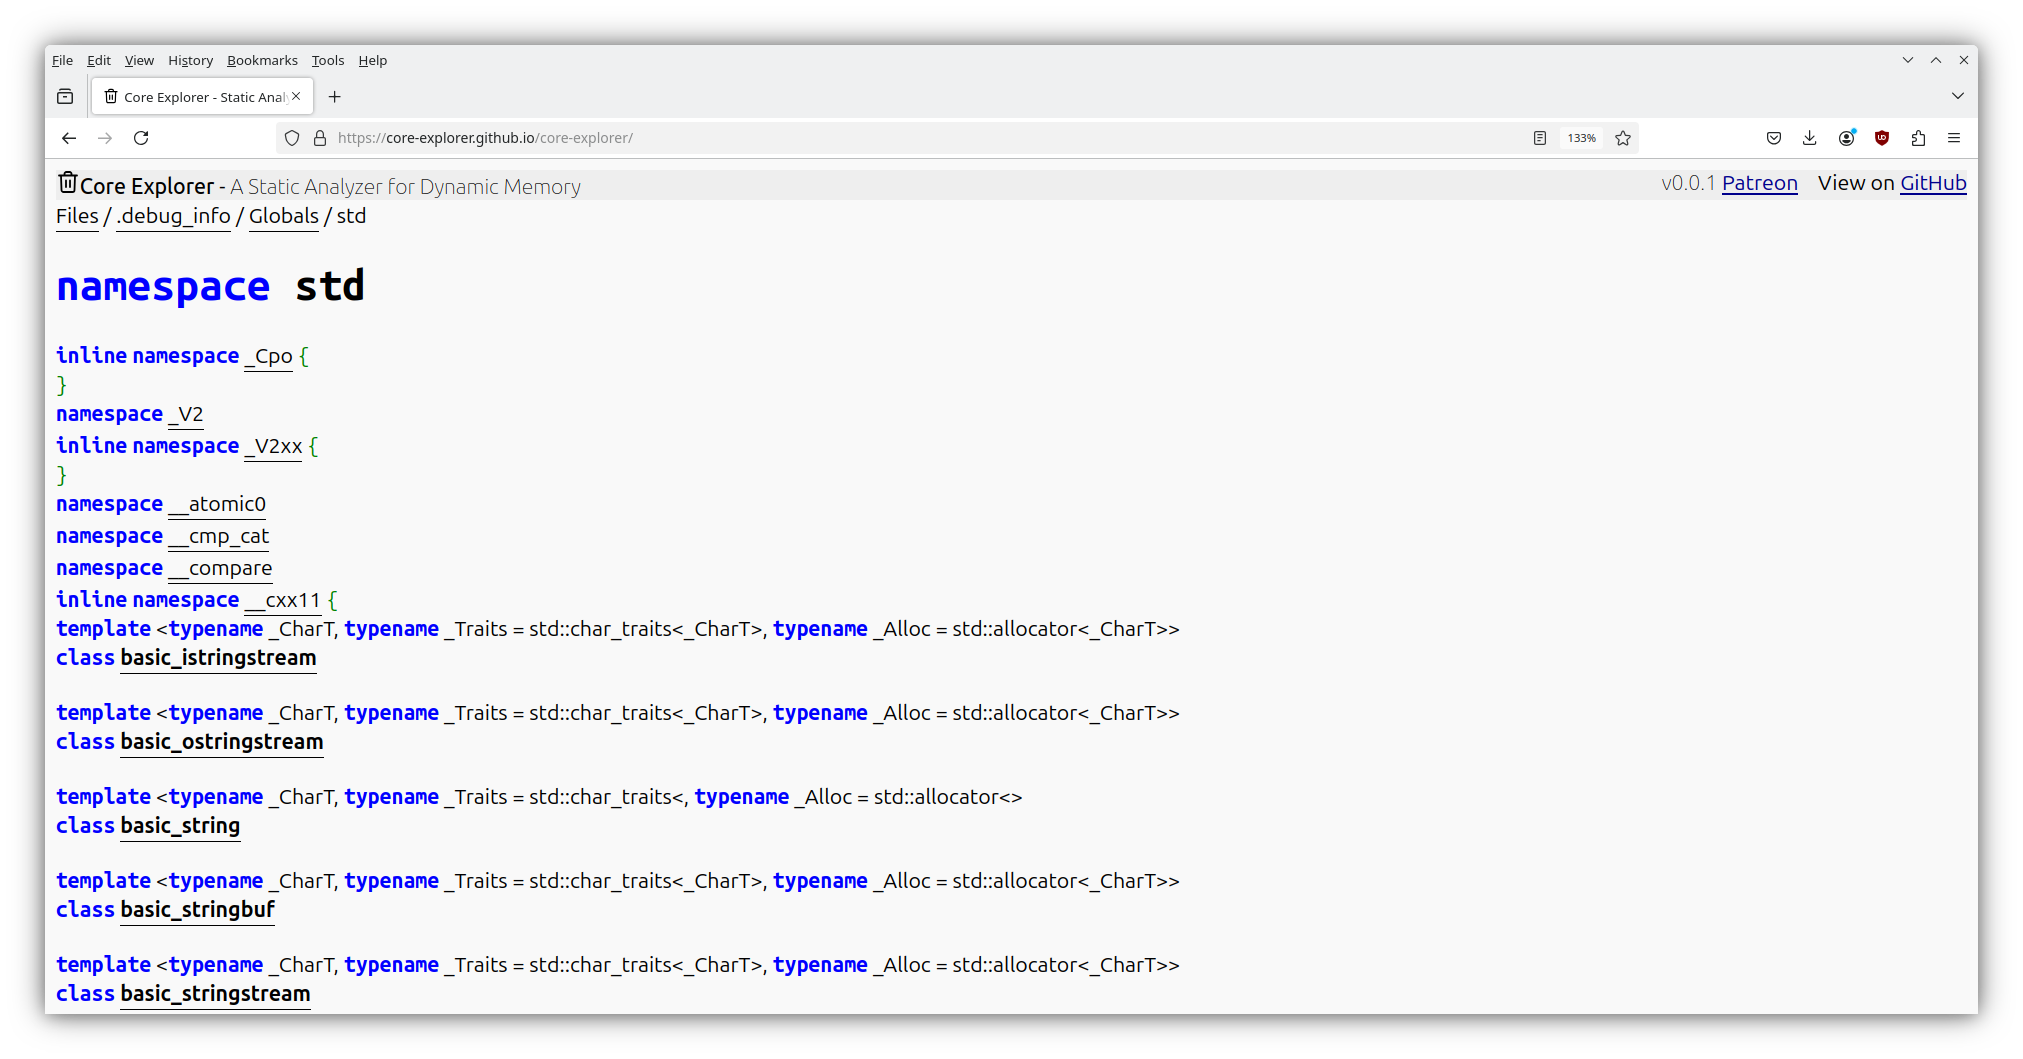 File Edit View History Bookmarks Tools Help
Core Explorer - Static Anal
https://core-explorer.github.io/core-explorer/ 133%
Core Explorer - A Static Analyzer for Dynamic Memory v0.0.1 Patreon View on GitHub
Files / .debug_info / Globals / std
namespace std
inline namespace _Cpo {
}
namespace _V2
inline namespace _V2xx {
}
namespace __atomic0
namespace __cmp_cat
namespace __compare
inline namespace __cxx11 {
template <typename _CharT, typename _Traits = std::char_traits<_CharT>, typename _Alloc = std::allocator<_CharT>>
class basic_istringstream
template <typename _CharT, typename _Traits = std::char_traits<_CharT>, typename _Alloc = std::allocator<_CharT>>
class basic_ostringstream
template <typename _CharT, typename _Traits = std::char_traits<, typename _Alloc = std::allocator<>
class basic_string
template <typename _CharT, typename _Traits = std::char_traits<_CharT>, typename _Alloc = std::allocator<_CharT>>
class basic_stringbuf
template <typename _CharT, typename _Traits = std::char_traits<_CharT>, typename _Alloc = std::allocator<_CharT>>
class basic_stringstream